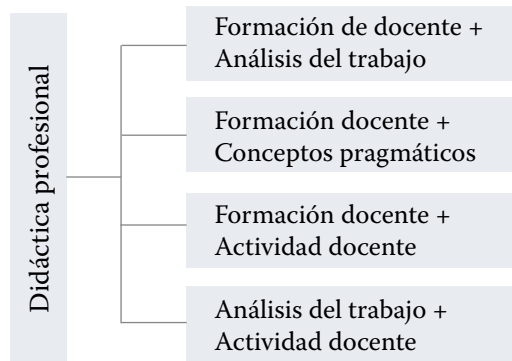 Didáctica profesional
Formación de docente +
Análisis del trabajo
Formación docente +
Conceptos pragmáticos
Formación docente +
Actividad docente
Análisis del trabajo +
Actividad docente